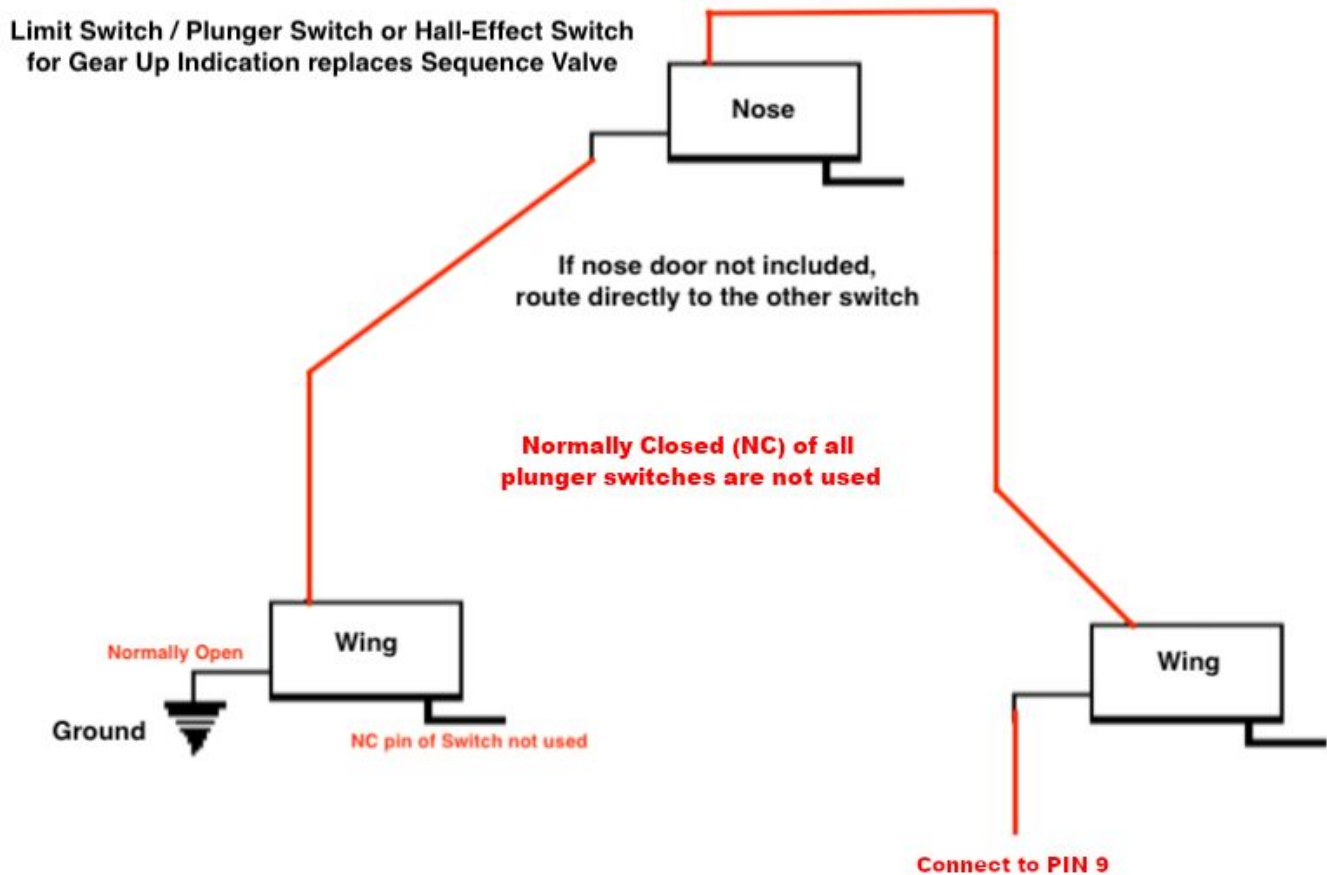 Limit Switch / Plunger Switch or Hall-Effect Switch
for Gear Up Indication replaces Sequence Valve
Nose
If nose door not included,
route directly to the other switch
Normally Closed (NC) of all
plunger switches are not used
Wing
Normally Open
Ground
NC pin of Switch not used
Wing
Connect to PIN 9